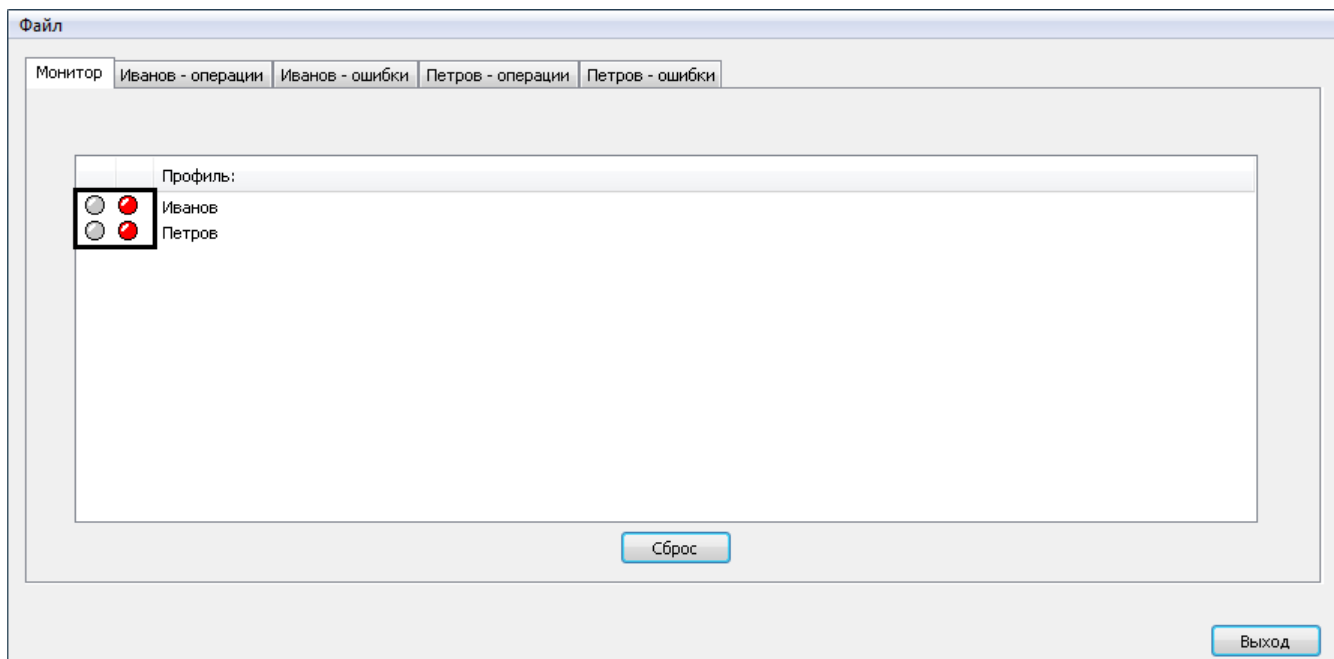 Файл
Монитор Иванов - операции Иванов - ошибки Петров - операции Петров - ошибки
Профиль:
Иванов
Петров
Сброс
Выход